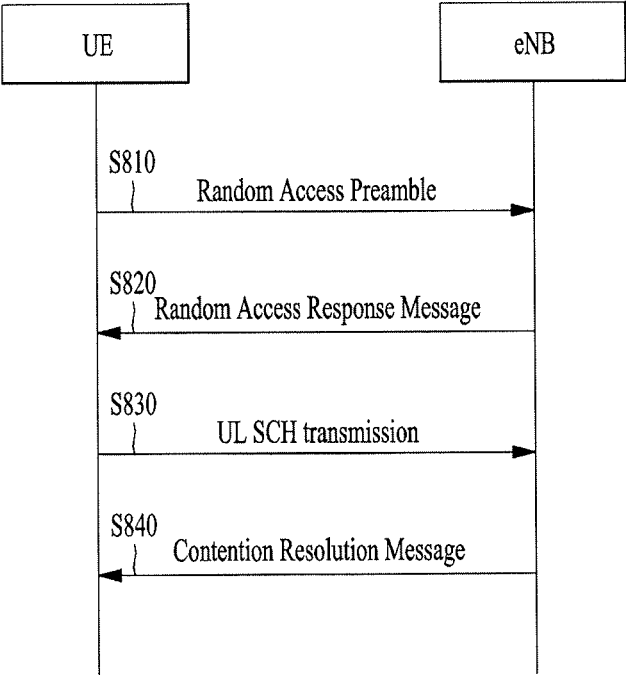 UE
eNB
S810
Random Access Preamble
S820
Random Access Response Message
S830
UL SCH transmission
S840
Contention Resolution Message